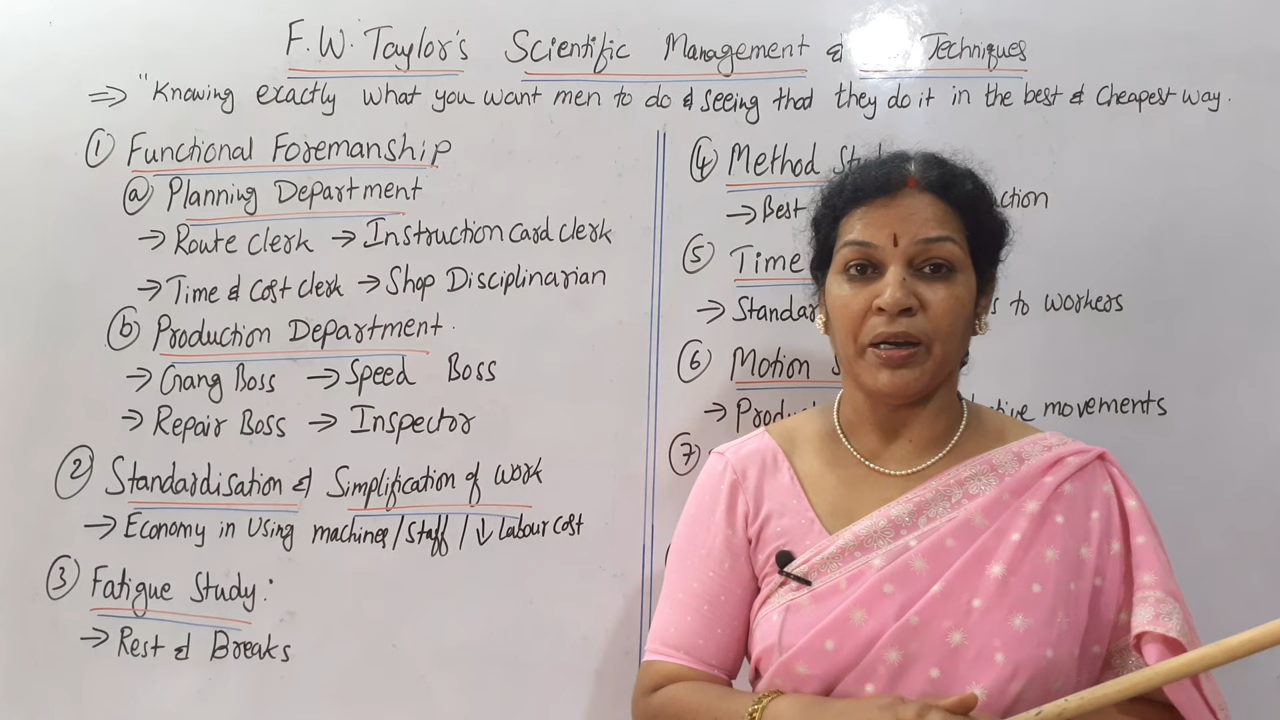 F.W. Taylor's Scientific Management & Techniques
⇒ "Knowing exactly what you want men to do & seeing that they do it in the best & cheapest way.
① Functional Foremanship
ⓐ Planning Department
→ Route clerk → Instruction card clerk
→ Time & Cost clerk → Shop Disciplinarian
ⓑ Production Department.
→ Gang Boss → Speed Boss
→ Repair Boss → Inspector
② Standardisation & Simplification of work
→ Economy in Using machines/Staff/↓ Labour cost
③ Fatigue Study:
→ Rest & Breaks
④ Method
→ Best
⑤ Time
→ to workers
⑥ Motion
→ movements
⑦